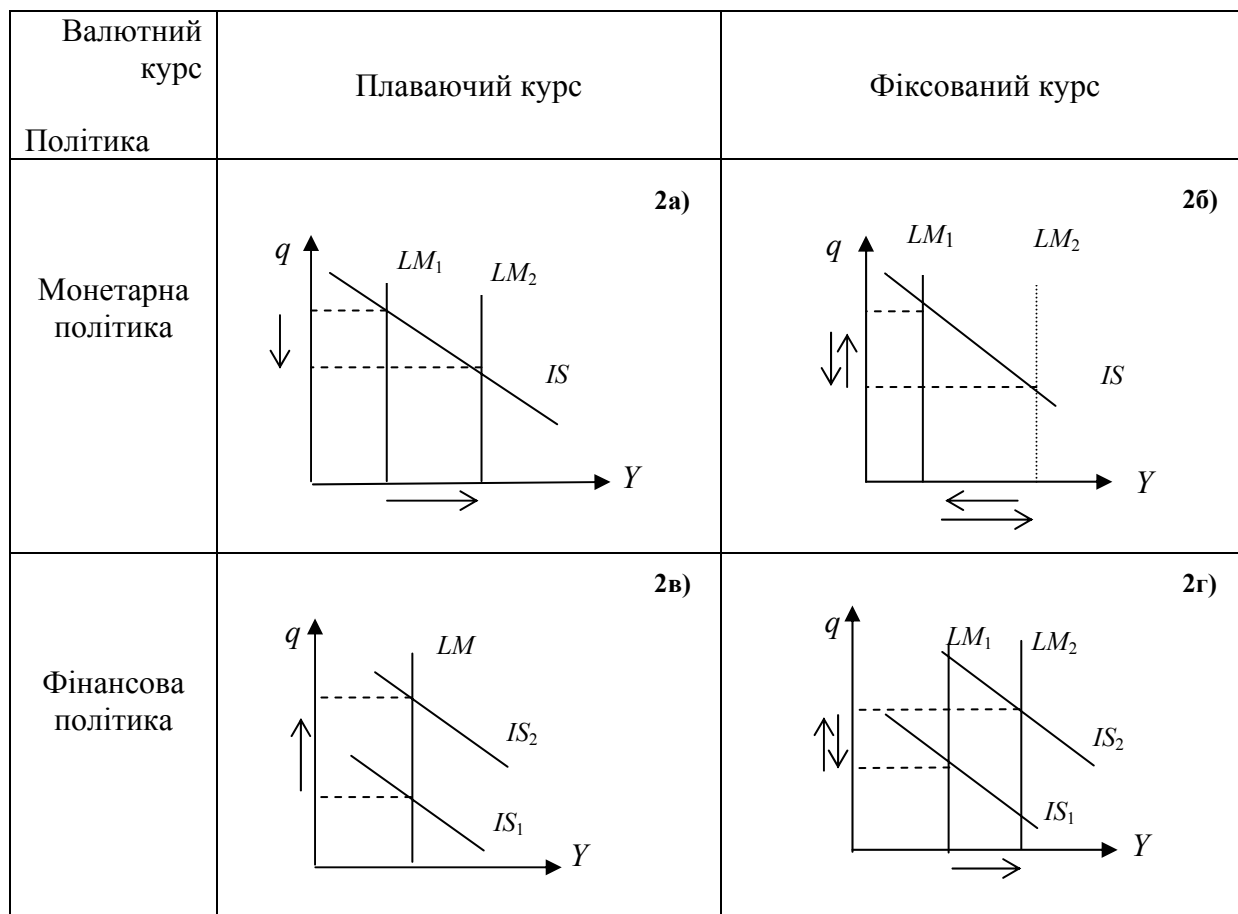 Валютний
курс
Політика
Плаваючий курс
Фіксований курс
Монетарна
політика
2а)
q
LM₁
LM₂
IS
Y
2б)
q
LM₁
LM₂
IS
Y
Фінансова
політика
2в)
q
LM
IS₂
IS₁
Y
2г)
q
LM₁
LM₂
IS₂
IS₁
Y